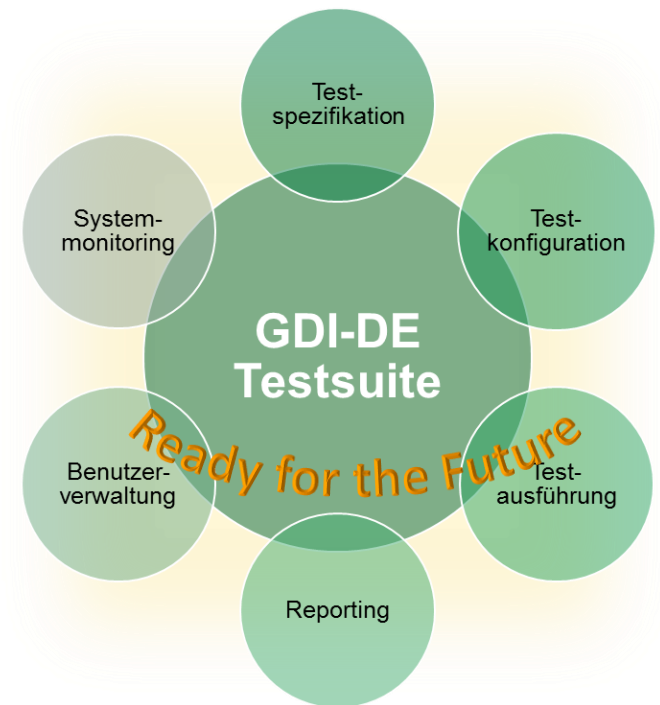 Test-
spezifikation
Test-
konfiguration
Test-
ausführung
Reporting
Benutzer-
verwaltung
System-
monitoring
GDI-DE
Testsuite
Ready for the Future